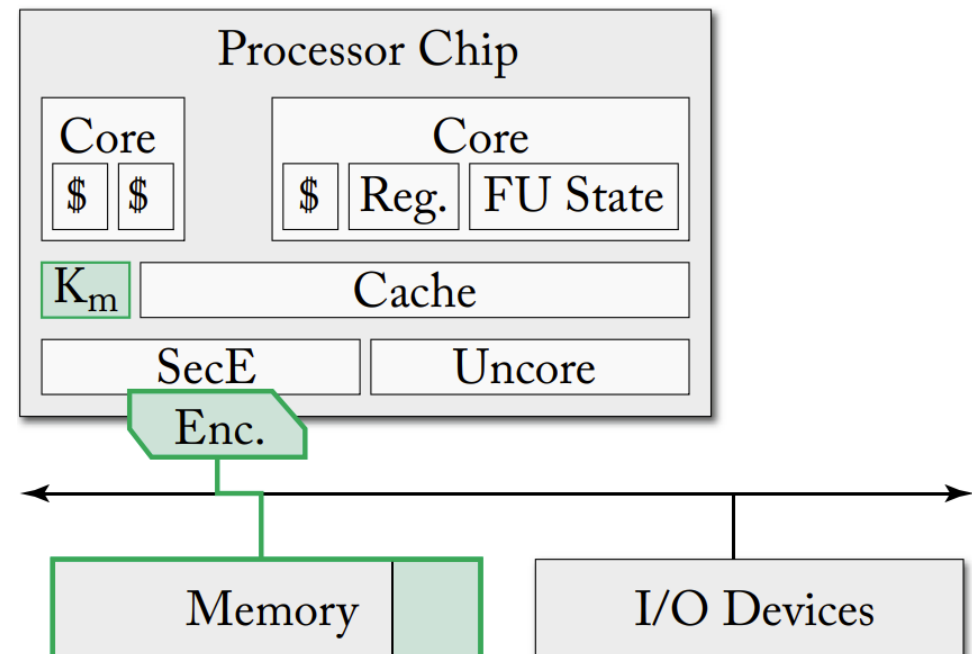 Processor Chip
Core
$ $
Core
$ Reg. FU State
Km Cache
SecE Uncore
Enc.
Memory
I/O Devices